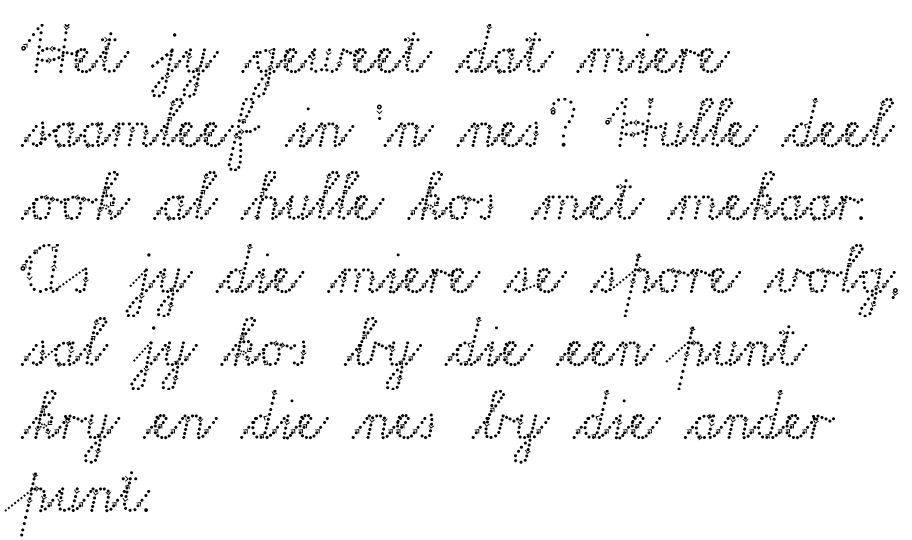 Het jy geweet dat miere
saamleef in 'n nes? Hulle deel
ook al hulle kos met mekaar.
As jy die miere se spore volg,
sal jy kos by die een punt
kry en die nes by die ander
punt.